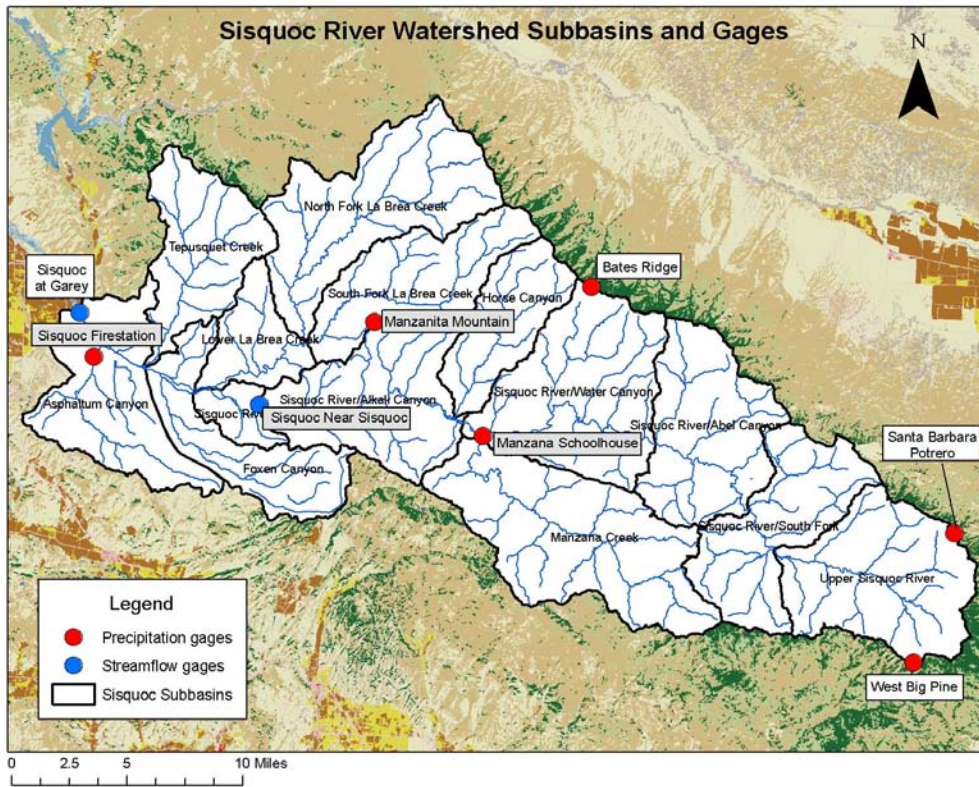 Sisquoc River Watershed Subbasins and Gages
N
North Fork La Brea Creek
Tepusquet Creek
Sisquoc
at Garey
Bates Ridge
South Fork La Brea Creek
Horse Canyon
Manzanita Mountain
Sisquoc Firestation
Lower La Brea Creek
Asphaltum Canyon
Sisquoc River/Alkali Canyon
Sisquoc River/Water Canyon
Sisquoc River
Sisquoc Near Sisquoc
Sisquoc River/Abel Canyon
Manzana Schoolhouse
Santa Barbara
Potrero
Foxen Canyon
Sisquoc River/South Fork
Manzana Creek
Upper Sisquoc River
West Big Pine
Legend
Precipitation gages
Streamflow gages
Sisquoc Subbasins
0 2.5 5 10 Miles